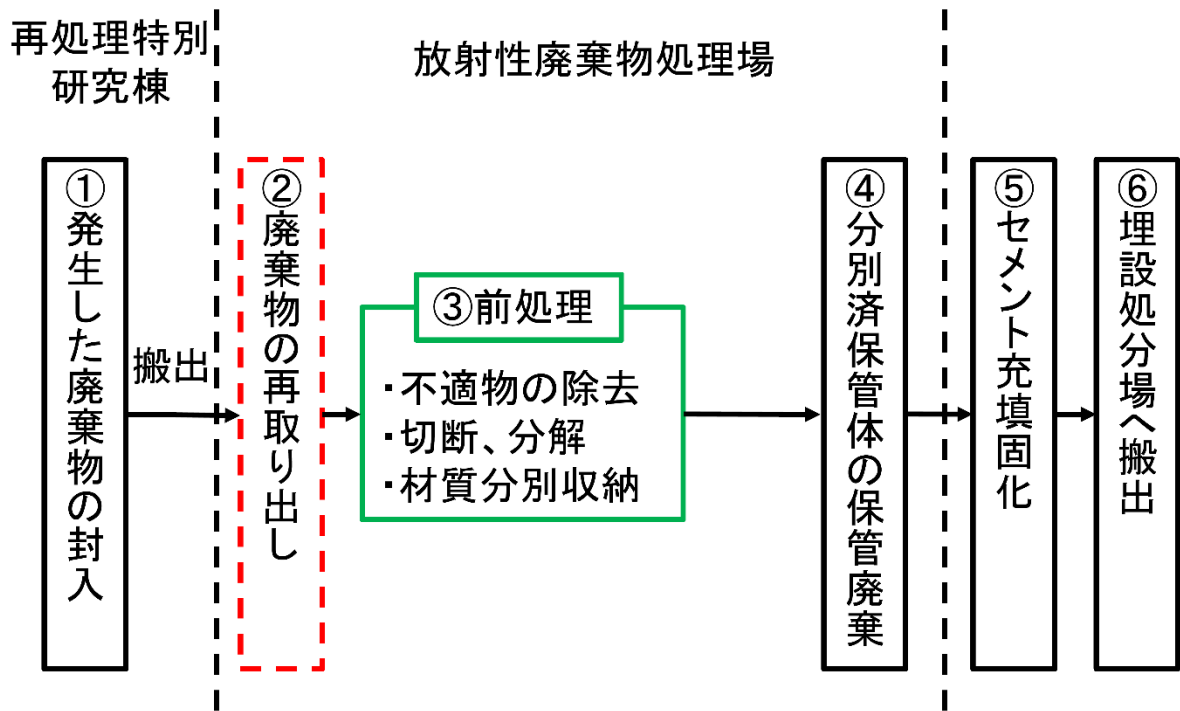 再処理特別
研究棟
放射性廃棄物処理場
①発生した廃棄物の封入
搬出
②廃棄物の再取り出し
③前処理
・不適物の除去
・切断、分解
・材質分別収納
④分別済保管体の保管廃棄
⑤セメント充填固化
⑥埋設処分場へ搬出